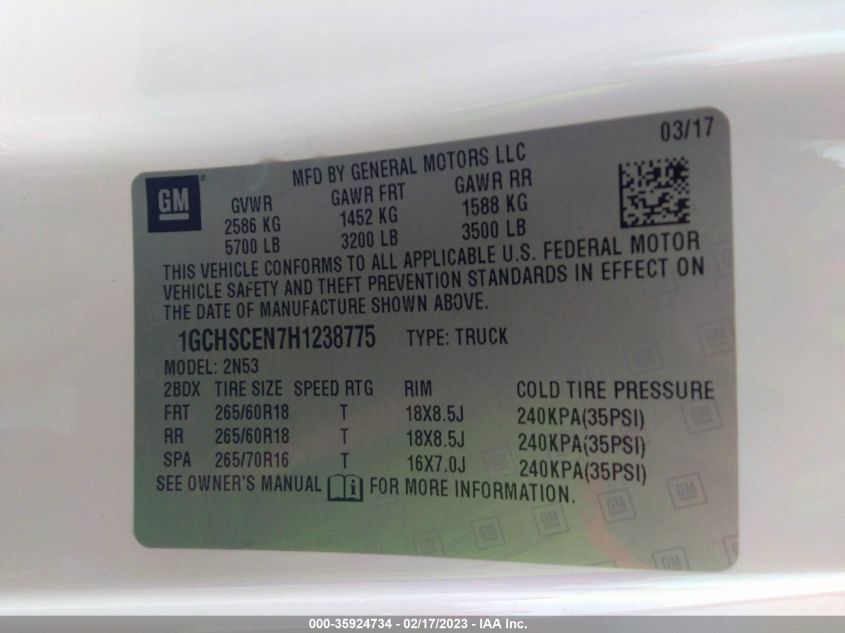 03/17
MFD BY GENERAL MOTORS LLC
GM
GVWR GAWR FRT GAWR RR
2586 KG 1452 KG 1588 KG
5700 LB 3200 LB 3500 LB
THIS VEHICLE CONFORMS TO ALL APPLICABLE U.S. FEDERAL MOTOR
VEHICLE SAFETY AND THEFT PREVENTION STANDARDS IN EFFECT ON
THE DATE OF MANUFACTURE SHOWN ABOVE.
1GCHSCEN7H1238775 TYPE: TRUCK
MODEL: 2N53
2BDX TIRE SIZE SPEED RTG RIM COLD TIRE PRESSURE
FRT 265/60R18 T 18X8.5J 240KPA(35PSI)
RR 265/60R18 T 18X8.5J 240KPA(35PSI)
SPA 265/70R16 T 16X7.0J 240KPA(35PSI)
SEE OWNER'S MANUAL FOR MORE INFORMATION.
000-35924734 - 02/17/2023 - IAA Inc.